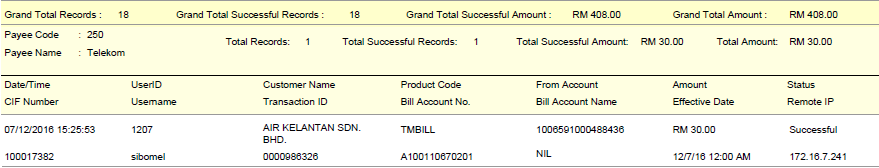 Grand Total Records : 18 Grand Total Successful Records : 18 Grand Total Successful Amount : RM 408.00 Grand Total Amount : RM 408.00
Payee Code : 250
Total Records: 1 Total Successful Records: 1 Total Successful Amount: RM 30.00 Total Amount: RM 30.00
Payee Name : Telekom
Date/Time UserID Customer Name Product Code From Account Amount Status
CIF Number Username Transaction ID Bill Account No. Bill Account Name Effective Date Remote IP
07/12/2016 15:25:53 1207 AIR KELANTAN SDN. TMBILL 1006591000488436 RM 30.00 Successful
BHD.
100017382 sibomel 0000986326 A100110670201 NIL 12/7/16 12:00 AM 172.16.7.241